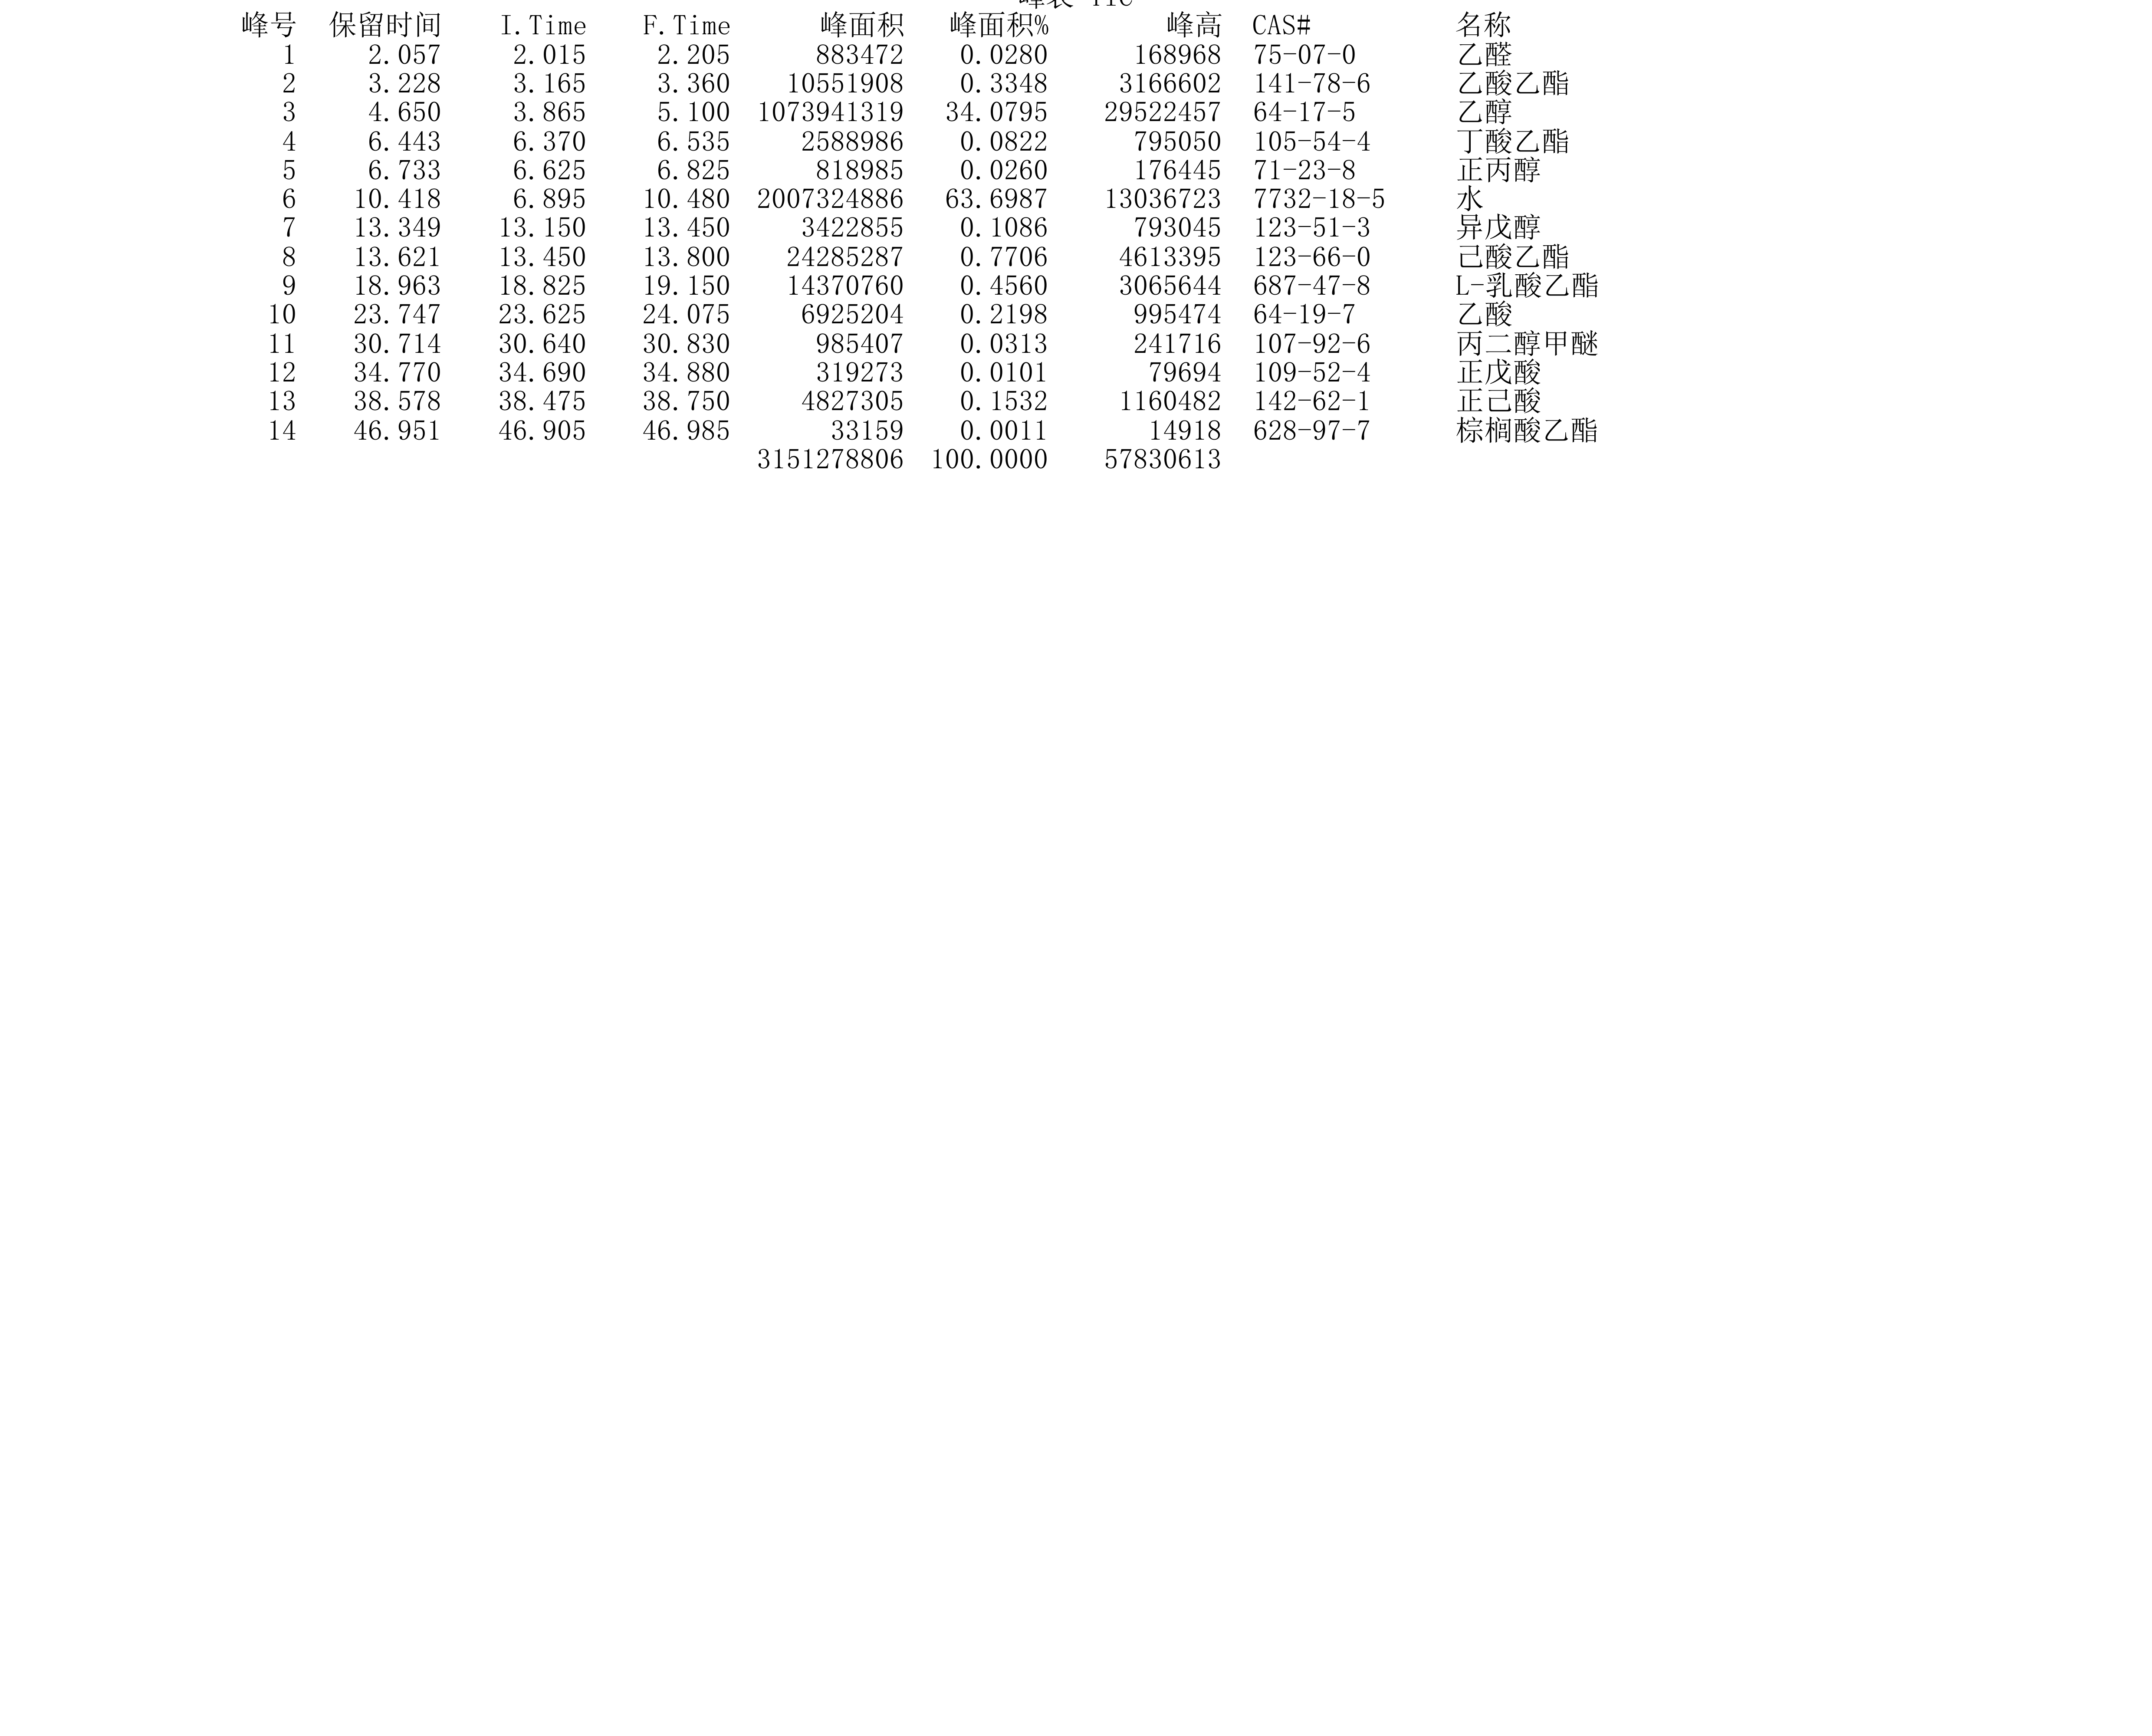 峰表 TIC
峰号 保留时间 I.Time F.Time 峰面积 峰面积% 峰高 CAS# 名称
1 2.057 2.015 2.205 883472 0.0280 168968 75-07-0 乙醛
2 3.228 3.165 3.360 10551908 0.3348 3166602 141-78-6 乙酸乙酯
3 4.650 3.865 5.100 1073941319 34.0795 29522457 64-17-5 乙醇
4 6.443 6.370 6.535 2588986 0.0822 795050 105-54-4 丁酸乙酯
5 6.733 6.625 6.825 818985 0.0260 176445 71-23-8 正丙醇
6 10.418 6.895 10.480 2007324886 63.6987 13036723 7732-18-5 水
7 13.349 13.150 13.450 3422855 0.1086 793045 123-51-3 异戊醇
8 13.621 13.450 13.800 24285287 0.7706 4613395 123-66-0 己酸乙酯
9 18.963 18.825 19.150 14370760 0.4560 3065644 687-47-8 L-乳酸乙酯
10 23.747 23.625 24.075 6925204 0.2198 995474 64-19-7 乙酸
11 30.714 30.640 30.830 985407 0.0313 241716 107-92-6 丙二醇甲醚
12 34.770 34.690 34.880 319273 0.0101 79694 109-52-4 正戊酸
13 38.578 38.475 38.750 4827305 0.1532 1160482 142-62-1 正己酸
14 46.951 46.905 46.985 33159 0.0011 14918 628-97-7 棕榈酸乙酯
3151278806 100.0000 57830613